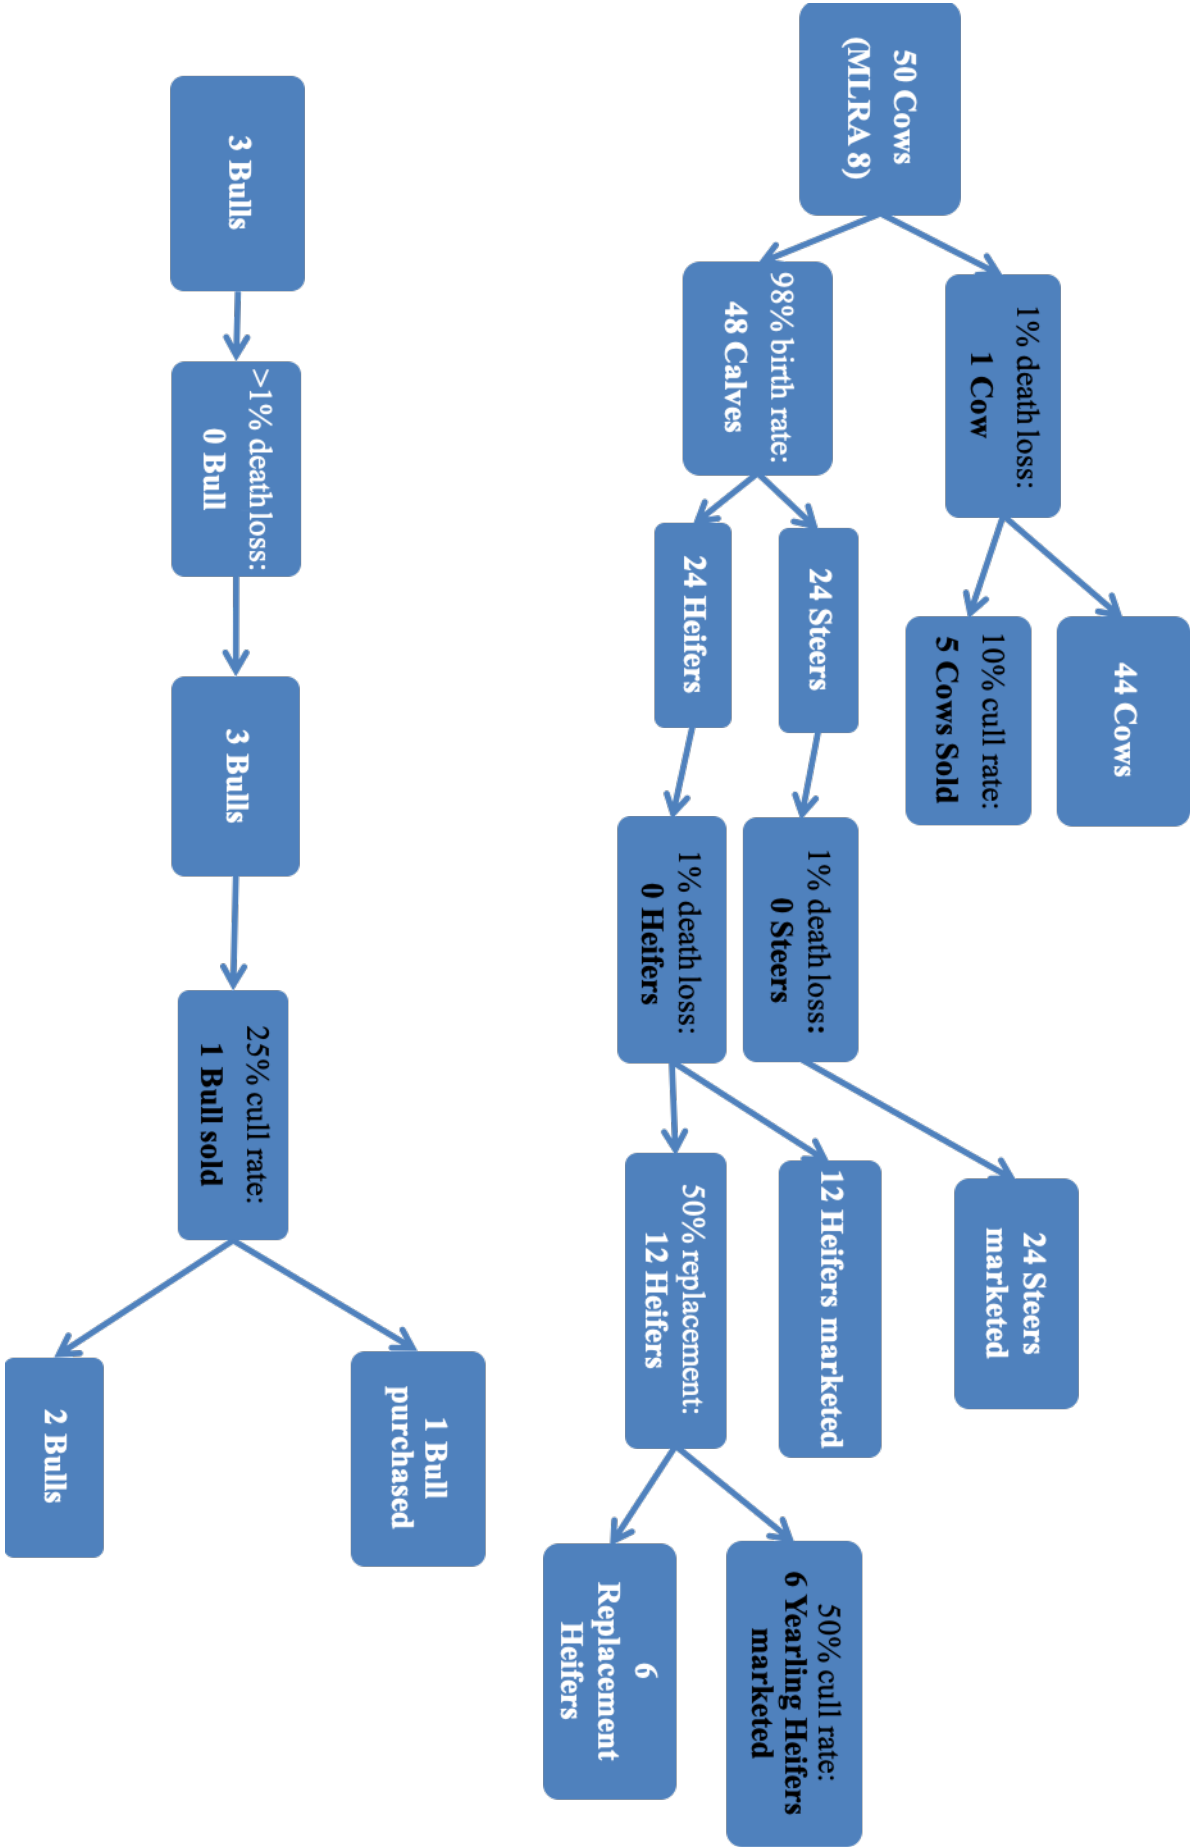 50 Cows
(MLRA 8)
1% death loss:
1 Cow
44 Cows
10% cull rate:
5 Cows Sold
98% birth rate:
48 Calves
24 Steers
1% death loss:
0 Steers
24 Steers
marketed
24 Heifers
1% death loss:
0 Heifers
12 Heifers marketed
50% replacement:
12 Heifers
50% cull rate:
6 Yearling Heifers
marketed
6
Replacement
Heifers
3 Bulls
>1% death loss:
0 Bull
3 Bulls
25% cull rate:
1 Bull sold
1 Bull
purchased
2 Bulls